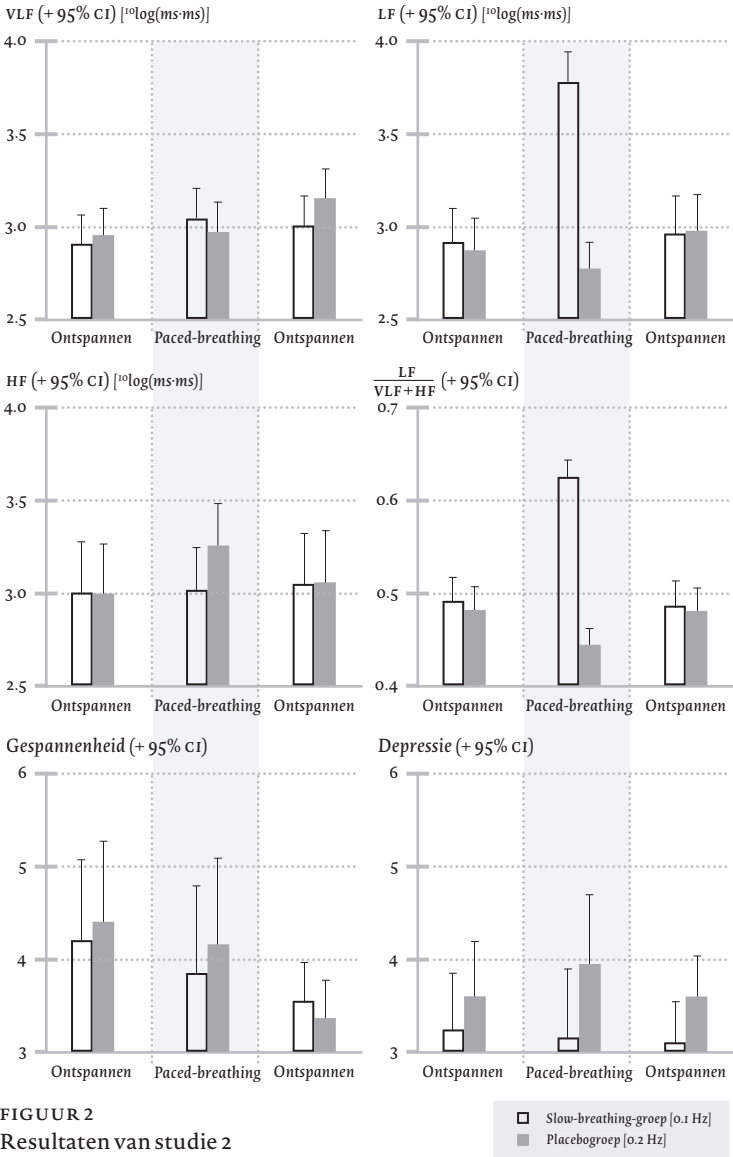 VLF (+ 95% CI) [¹⁰log(ms·ms)]
4.0
3.5
3.0
2.5
Ontspannen Paced-breathing Ontspannen
LF (+ 95% CI) [¹⁰log(ms·ms)]
4.0
3.5
3.0
2.5
Ontspannen Paced-breathing Ontspannen
HF (+ 95% CI) [¹⁰log(ms·ms)]
4.0
3.5
3.0
2.5
Ontspannen Paced-breathing Ontspannen
LF
VLF+HF (+ 95% CI)
0.7
0.6
0.5
0.4
Ontspannen Paced-breathing Ontspannen
Gespannenheid (+ 95% CI)
6
5
4
3
Ontspannen Paced-breathing Ontspannen
Depressie (+ 95% CI)
6
5
4
3
Ontspannen Paced-breathing Ontspannen
FIGUUR 2
Resultaten van studie 2
Slow-breathing-groep [0.1 Hz]
Placebogroep [0.2 Hz]